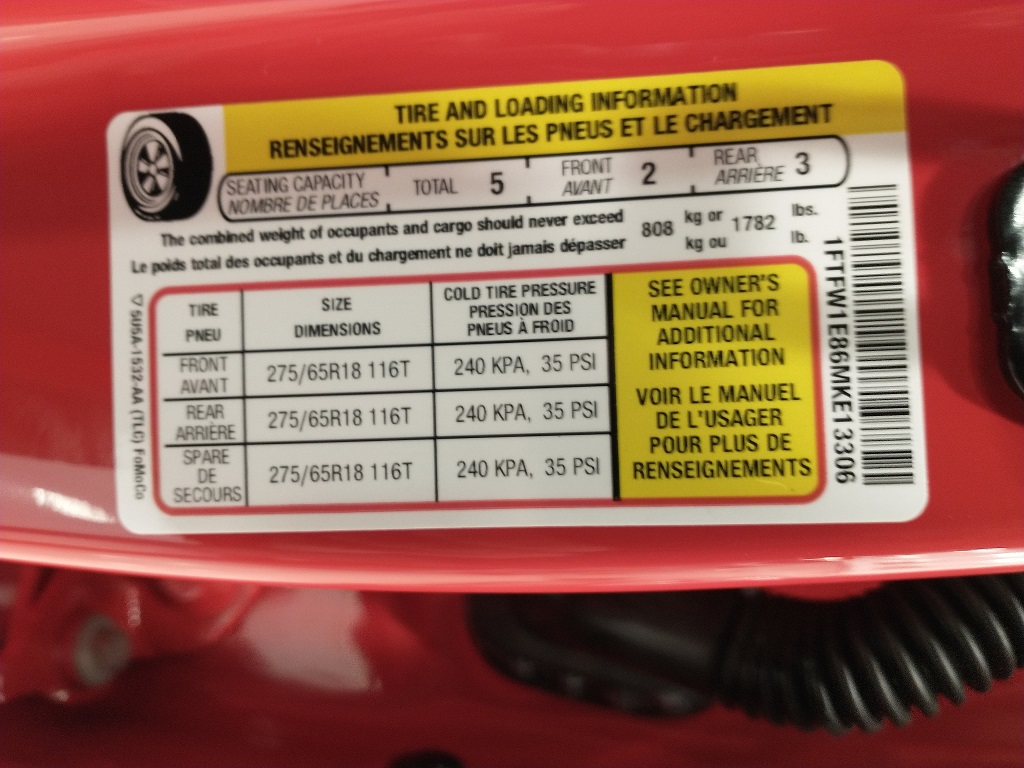 TIRE AND LOADING INFORMATION
RENSEIGNEMENTS SUR LES PNEUS ET LE CHARGEMENT
SEATING CAPACITY TOTAL 5 FRONT 2 REAR 3
NOMBRE DE PLACES AVANT ARRIÈRE
The combined weight of occupants and cargo should never exceed 808 kg or 1782 lbs.
Le poids total des occupants et du chargement ne doit jamais dépasser kg ou lb.
TIRE SIZE COLD TIRE PRESSURE
PNEU DIMENSIONS PRESSION DES
PNEUS À FROID
FRONT
AVANT 275/65R18 116T 240 KPA, 35 PSI
REAR
ARRIÈRE 275/65R18 116T 240 KPA, 35 PSI
SPARE
DE
SECOURS 275/65R18 116T 240 KPA, 35 PSI
SEE OWNER'S
MANUAL FOR
ADDITIONAL
INFORMATION
VOIR LE MANUEL
DE L'USAGER
POUR PLUS DE
RENSEIGNEMENTS
1FTFW1E86MKE13306
5U5A-1532-AA (TLC) FoMoCo